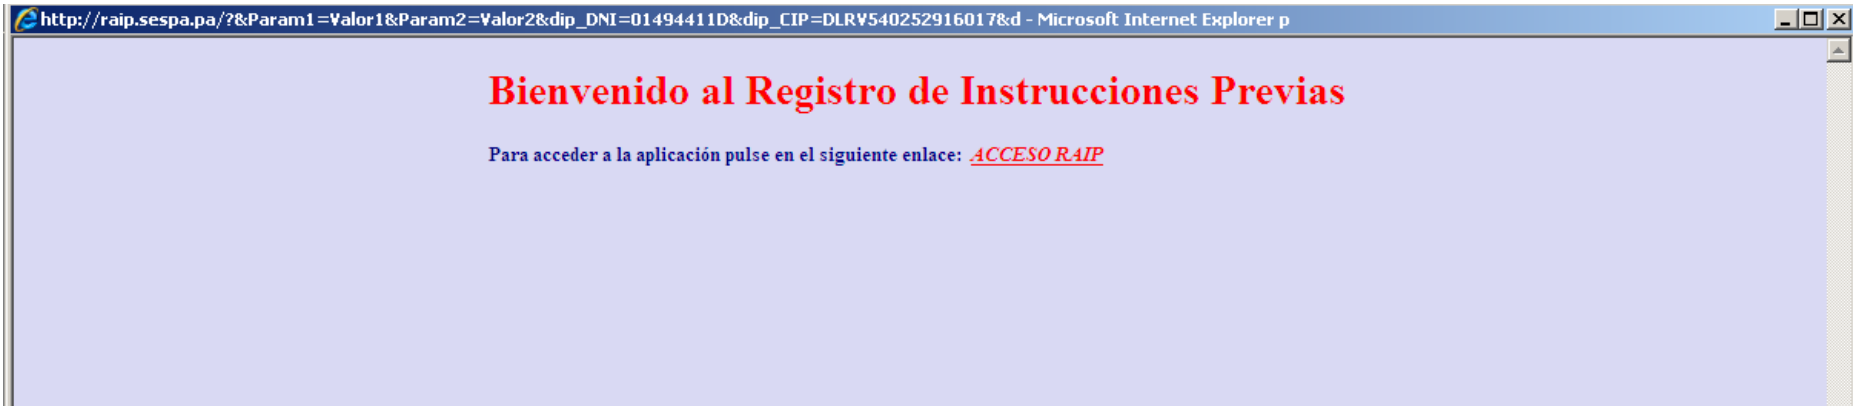 http://raip.sespa.pa/?&Param1=Valor1&Param2=Valor2&dip_DNI=01494411D&dip_CIP=DLRV540252916017&d - Microsoft Internet Explorer p
Bienvenido al Registro de Instrucciones Previas
Para acceder a la aplicación pulse en el siguiente enlace: ACCESO RAIP